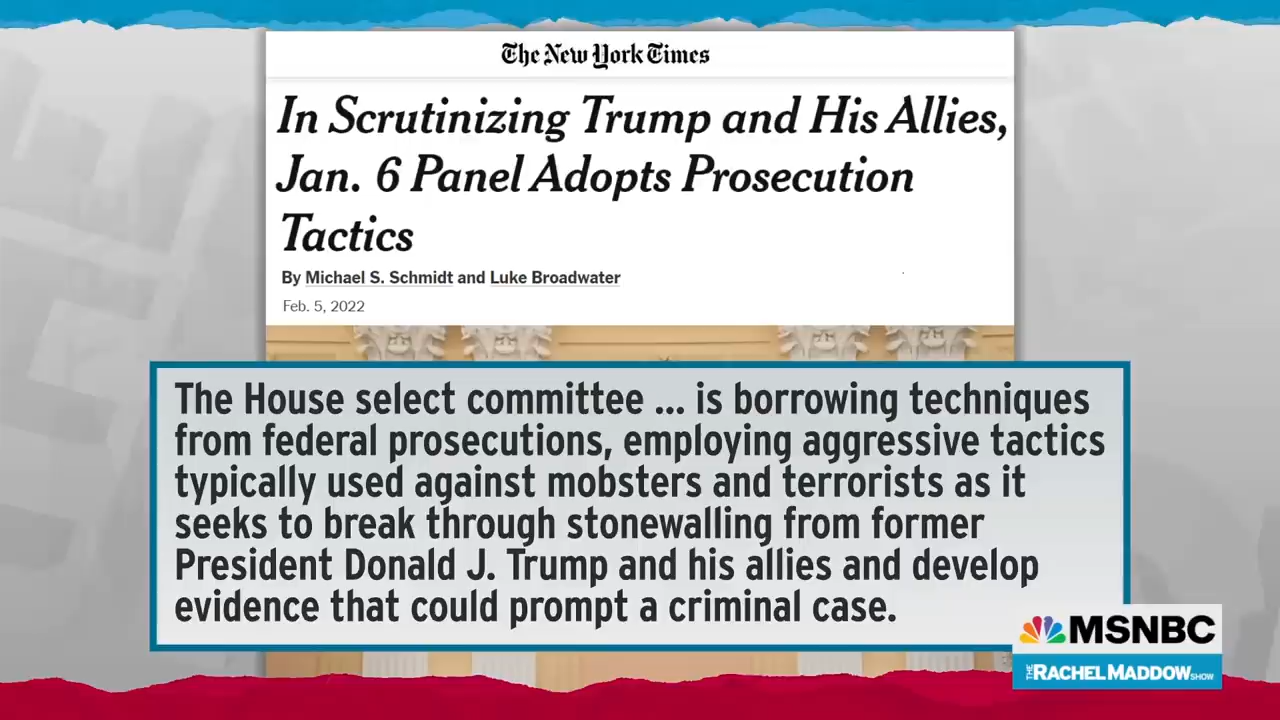 The New York Times
In Scrutinizing Trump and His Allies,
Jan. 6 Panel Adopts Prosecution
Tactics
By Michael S. Schmidt and Luke Broadwater
Feb. 5, 2022
The House select committee ... is borrowing techniques
from federal prosecutions, employing aggressive tactics
typically used against mobsters and terrorists as it
seeks to break through stonewalling from former
President Donald J. Trump and his allies and develop
evidence that could prompt a criminal case.
MSNBC
THE RACHEL MADDOW SHOW